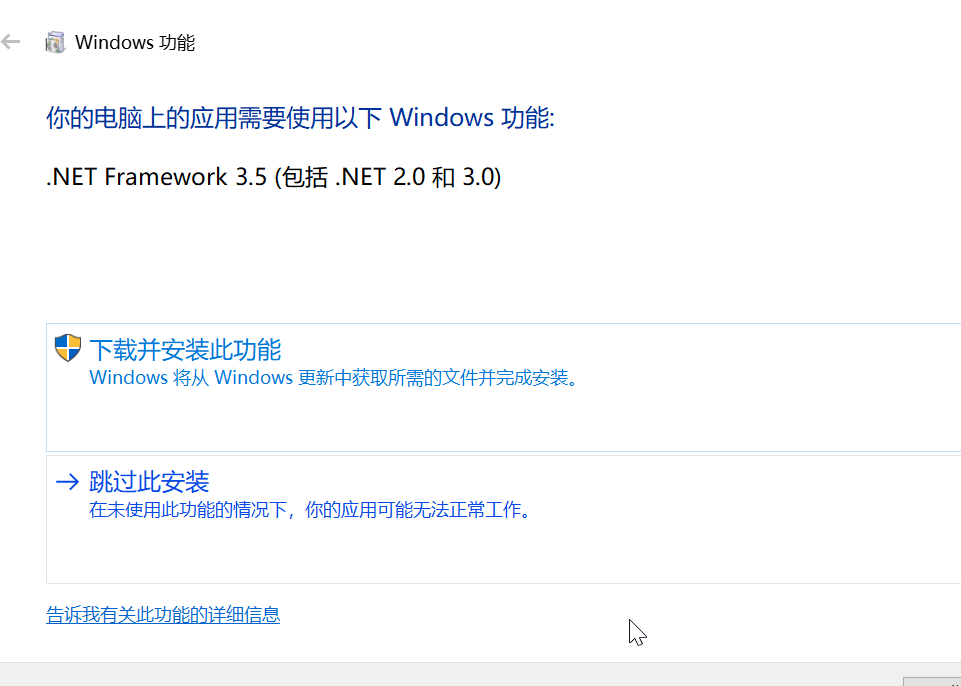 Windows 功能
你的电脑上的应用需要使用以下 Windows 功能:
.NET Framework 3.5 (包括 .NET 2.0 和 3.0)
下载并安装此功能
Windows 将从 Windows 更新中获取所需的文件并完成安装。
跳过此安装
在未使用此功能的情况下，你的应用可能无法正常工作。
告诉我有关此功能的详细信息